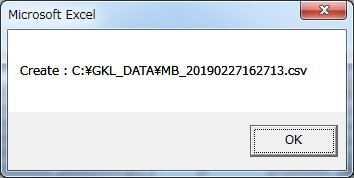 Microsoft Excel
Create : C:¥GKL_DATA¥MB_20190227162713.csv
OK